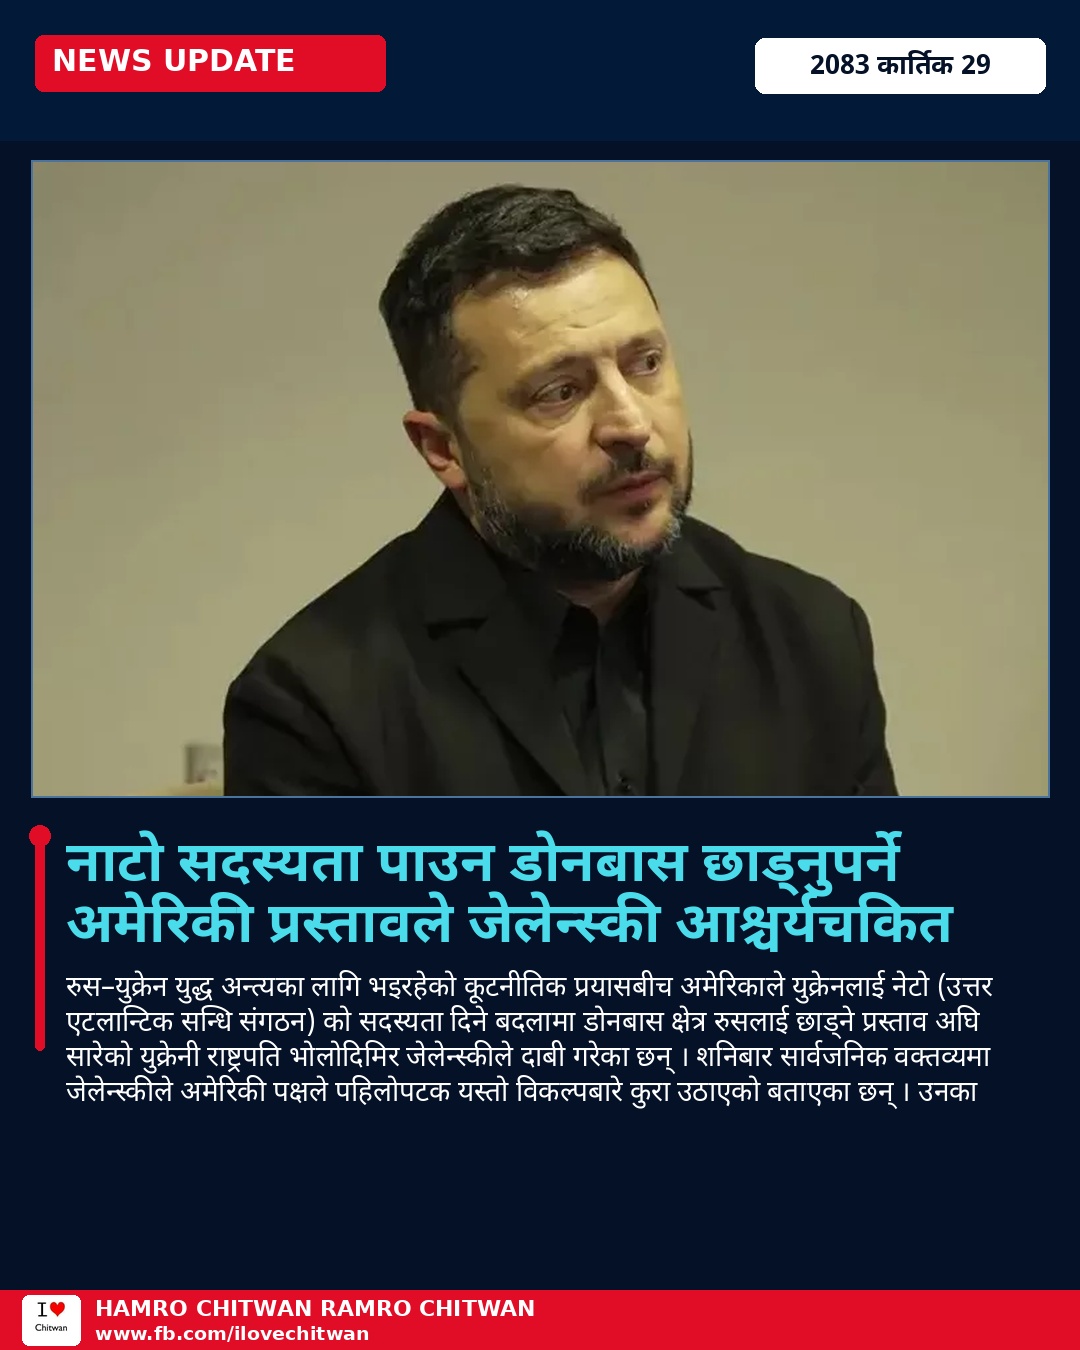 NEWS UPDATE
2083 कार्तिक 29
नाटो सदस्यता पाउन डोनबास छाड्नुपर्ने
अमेरिकी प्रस्तावले जेलेन्स्की आश्चर्यचकित
रुस–युक्रेन युद्ध अन्त्यका लागि भइरहेको कूटनीतिक प्रयासबीच अमेरिकाले युक्रेनलाई नेटो (उत्तर
एटलान्टिक सन्धि संगठन) को सदस्यता दिने बदलामा डोनबास क्षेत्र रुसलाई छाड्ने प्रस्ताव अघि
सारेको युक्रेनी राष्ट्रपति भोलोदिमिर जेलेन्स्कीले दाबी गरेका छन् । शनिबार सार्वजनिक वक्तव्यमा
जेलेन्स्कीले अमेरिकी पक्षले पहिलोपटक यस्तो विकल्पबारे कुरा उठाएको बताएका छन् । उनका
I ❤
Chitwan
HAMRO CHITWAN RAMRO CHITWAN
www.fb.com/ilovechitwan